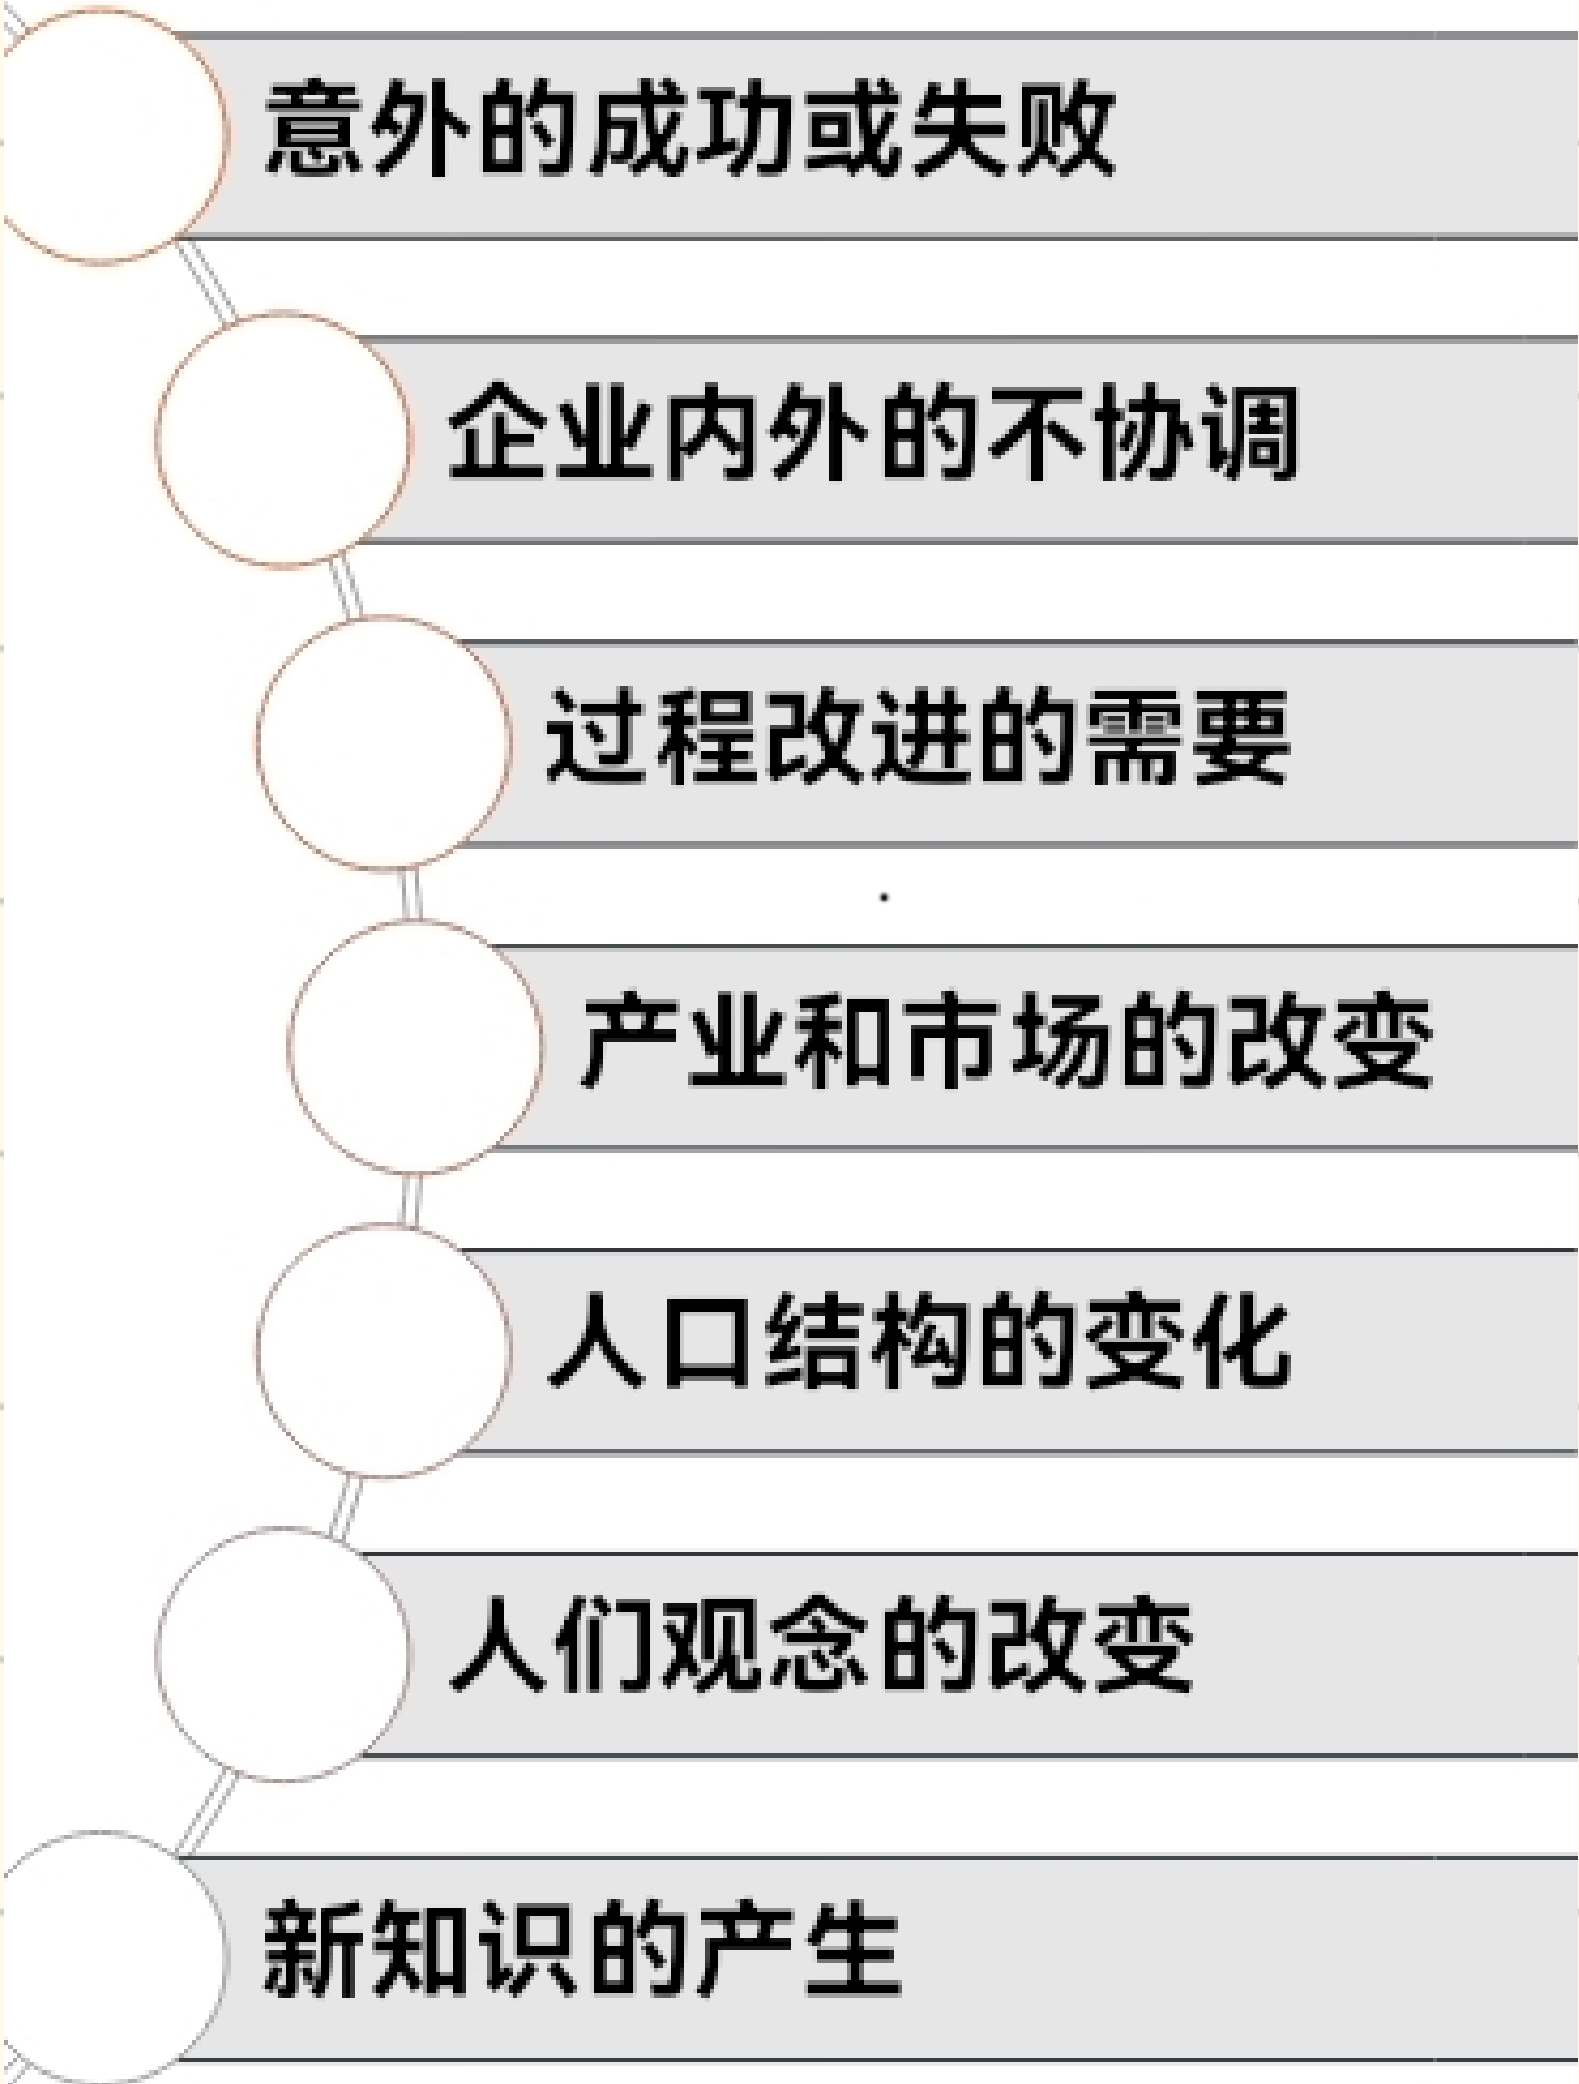 意外的成功或失败
企业内外的不协调
过程改进的需要
产业和市场的改变
人口结构的变化
人们观念的改变
新知识的产生